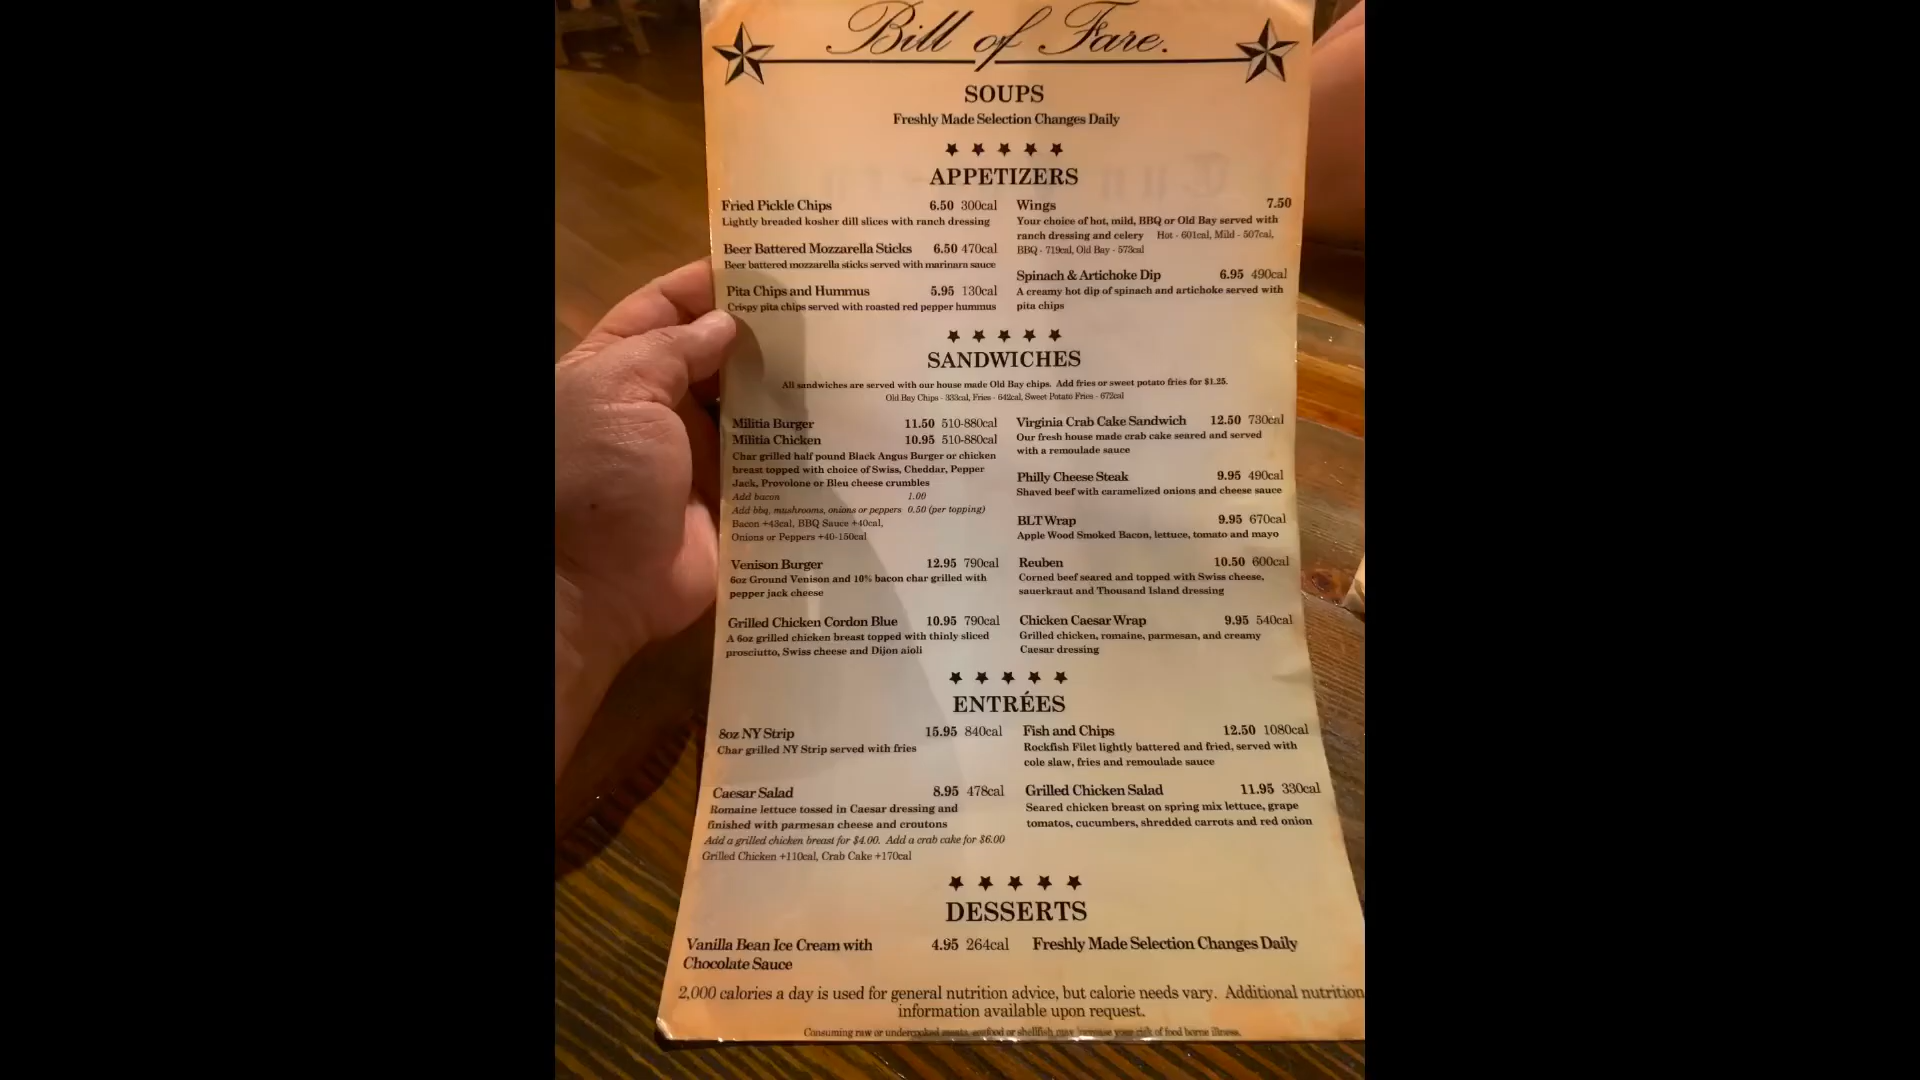 Bill of Fare.
SOUPS
Freshly Made Selection Changes Daily
APPETIZERS
Fried Pickle Chips 6.50 300cal
Lightly breaded kosher dill slices with ranch dressing
Beer Battered Mozzarella Sticks 6.50 470cal
Beer battered mozzarella sticks served with marinara sauce
Pita Chips and Hummus 5.95 130cal
Crispy pita chips served with roasted red pepper hummus
Wings 7.50
Your choice of hot, mild, BBQ or Old Bay served with
ranch dressing and celery Hot - 601cal, Mild - 507cal,
BBQ - 719cal, Old Bay - 573cal
Spinach & Artichoke Dip 6.95 490cal
A creamy hot dip of spinach and artichoke served with
pita chips
SANDWICHES
All sandwiches are served with our house made Old Bay chips. Add fries or sweet potato fries for $1.25.
Old Bay Chips - 333cal, Fries - 642cal, Sweet Potato Fries - 672cal
Militia Burger 11.50 510-880cal
Militia Chicken 10.95 510-880cal
Char grilled half pound Black Angus Burger or chicken
breast topped with choice of Swiss, Cheddar, Pepper
Jack, Provolone or Bleu cheese crumbles
Add bacon 1.00
Add bbq, mushrooms, onions or peppers 0.50 (per topping)
Bacon +43cal, BBQ Sauce +40cal,
Onions or Peppers +40-150cal
Venison Burger 12.95 790cal
6oz Ground Venison and 10% bacon char grilled with
pepper jack cheese
Grilled Chicken Cordon Blue 10.95 790cal
A 6oz grilled chicken breast topped with thinly sliced
prosciutto, Swiss cheese and Dijon aioli
Virginia Crab Cake Sandwich 12.50 730cal
Our fresh house made crab cake seared and served
with a remoulade sauce
Philly Cheese Steak 9.95 490cal
Shaved beef with caramelized onions and cheese sauce
BLT Wrap 9.95 670cal
Apple Wood Smoked Bacon, lettuce, tomato and mayo
Reuben 10.50 600cal
Corned beef seared and topped with Swiss cheese,
sauerkraut and Thousand Island dressing
Chicken Caesar Wrap 9.95 540cal
Grilled chicken, romaine, parmesan, and creamy
Caesar dressing
ENTRÉES
8oz NY Strip 15.95 840cal
Char grilled NY Strip served with fries
Caesar Salad 8.95 478cal
Romaine lettuce tossed in Caesar dressing and
finished with parmesan cheese and croutons
Add a grilled chicken breast for $4.00. Add a crab cake for $6.00
Grilled Chicken +110cal, Crab Cake +170cal
Fish and Chips 12.50 1080cal
Rockfish Filet lightly battered and fried, served with
cole slaw, fries and remoulade sauce
Grilled Chicken Salad 11.95 330cal
Seared chicken breast on spring mix lettuce, grape
tomatoes, cucumbers, shredded carrots and red onion
DESSERTS
Vanilla Bean Ice Cream with 4.95 264cal
Chocolate Sauce
Freshly Made Selection Changes Daily
2,000 calories a day is used for general nutrition advice, but calorie needs vary. Additional nutrition
information available upon request.
Consuming raw or undercooked meats, seafood or shellfish may increase your risk of food borne illness.